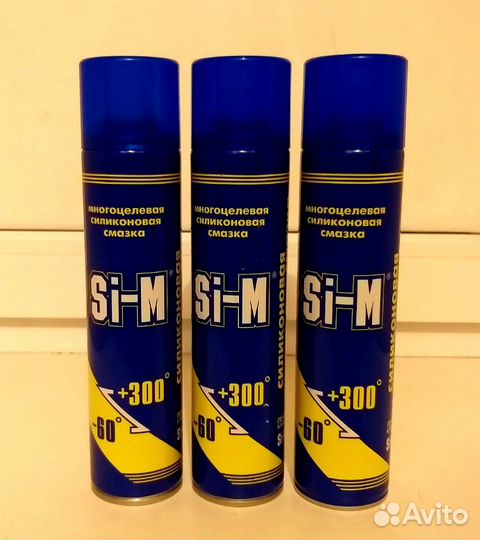 многоцелевая
силиконовая
смазка
Si-M®
+300°
-60°
многоцелевая
силиконовая
смазка
Si-M®
+300°
-60°
силиконовая
многоцелевая
силиконовая
смазка
Si-M®
+300°
-60°
силиконовая
Avito